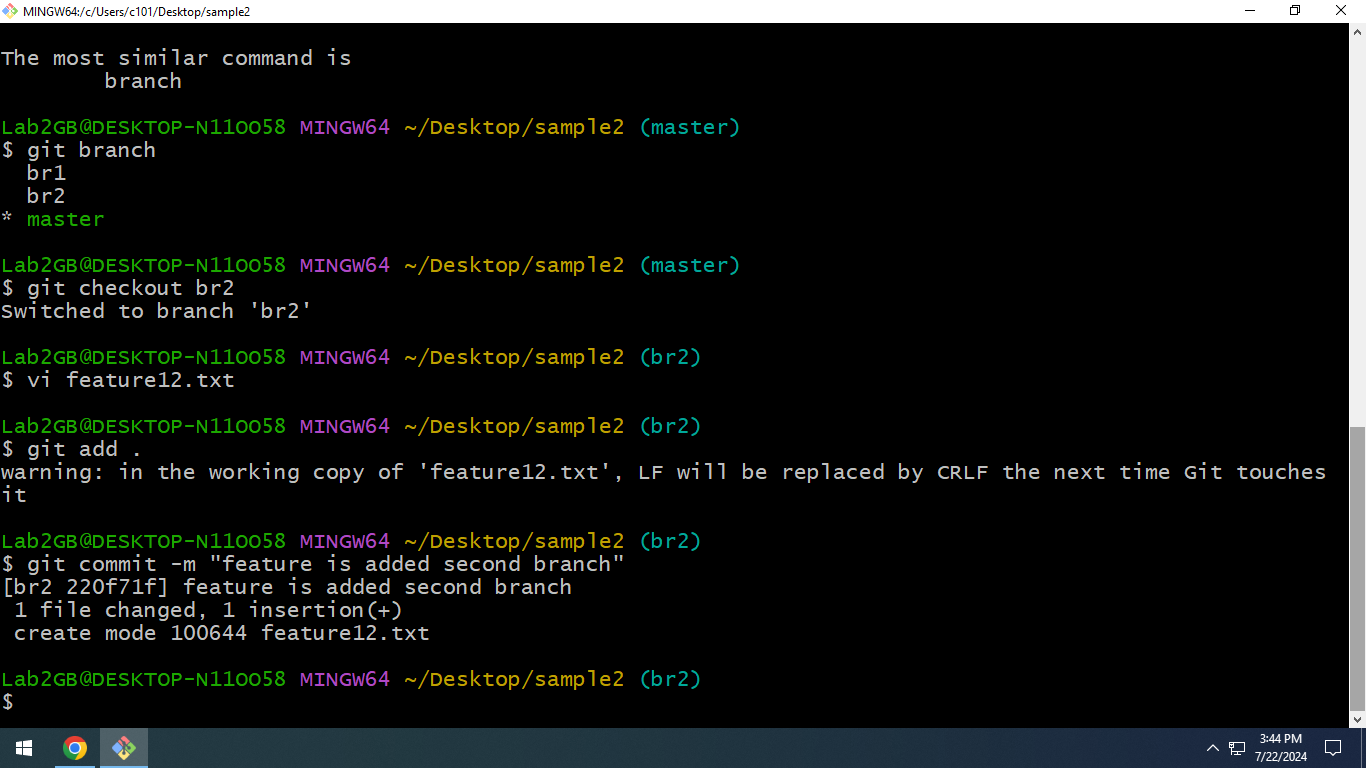 MINGW64:/c/Users/c101/Desktop/sample2
The most similar command is
        branch
Lab2GB@DESKTOP-N11OO58 MINGW64 ~/Desktop/sample2 (master)
$ git branch
  br1
  br2
* master
Lab2GB@DESKTOP-N11OO58 MINGW64 ~/Desktop/sample2 (master)
$ git checkout br2
Switched to branch 'br2'
Lab2GB@DESKTOP-N11OO58 MINGW64 ~/Desktop/sample2 (br2)
$ vi feature12.txt
Lab2GB@DESKTOP-N11OO58 MINGW64 ~/Desktop/sample2 (br2)
$ git add .
warning: in the working copy of 'feature12.txt', LF will be replaced by CRLF the next time Git touches
it
Lab2GB@DESKTOP-N11OO58 MINGW64 ~/Desktop/sample2 (br2)
$ git commit -m "feature is added second branch"
[br2 220f71f] feature is added second branch
 1 file changed, 1 insertion(+)
 create mode 100644 feature12.txt
Lab2GB@DESKTOP-N11OO58 MINGW64 ~/Desktop/sample2 (br2)
$
3:44 PM
7/22/2024